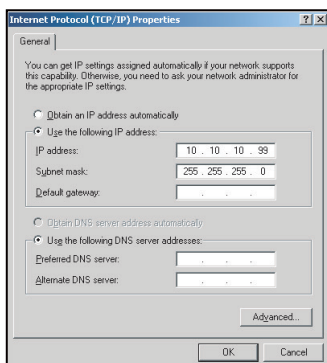 Internet Protocol (TCP/IP) Properties
General
You can get IP settings assigned automatically if your network supports
this capability. Otherwise, you need to ask your network administrator for
the appropriate IP settings.
Obtain an IP address automatically
Use the following IP address:
IP address: 10 . 10 . 10 . 99
Subnet mask: 255 . 255 . 255 . 0
Default gateway: . . .
Obtain DNS server address automatically
Use the following DNS server addresses:
Preferred DNS server: . . .
Alternate DNS server: . . .
Advanced...
OK Cancel